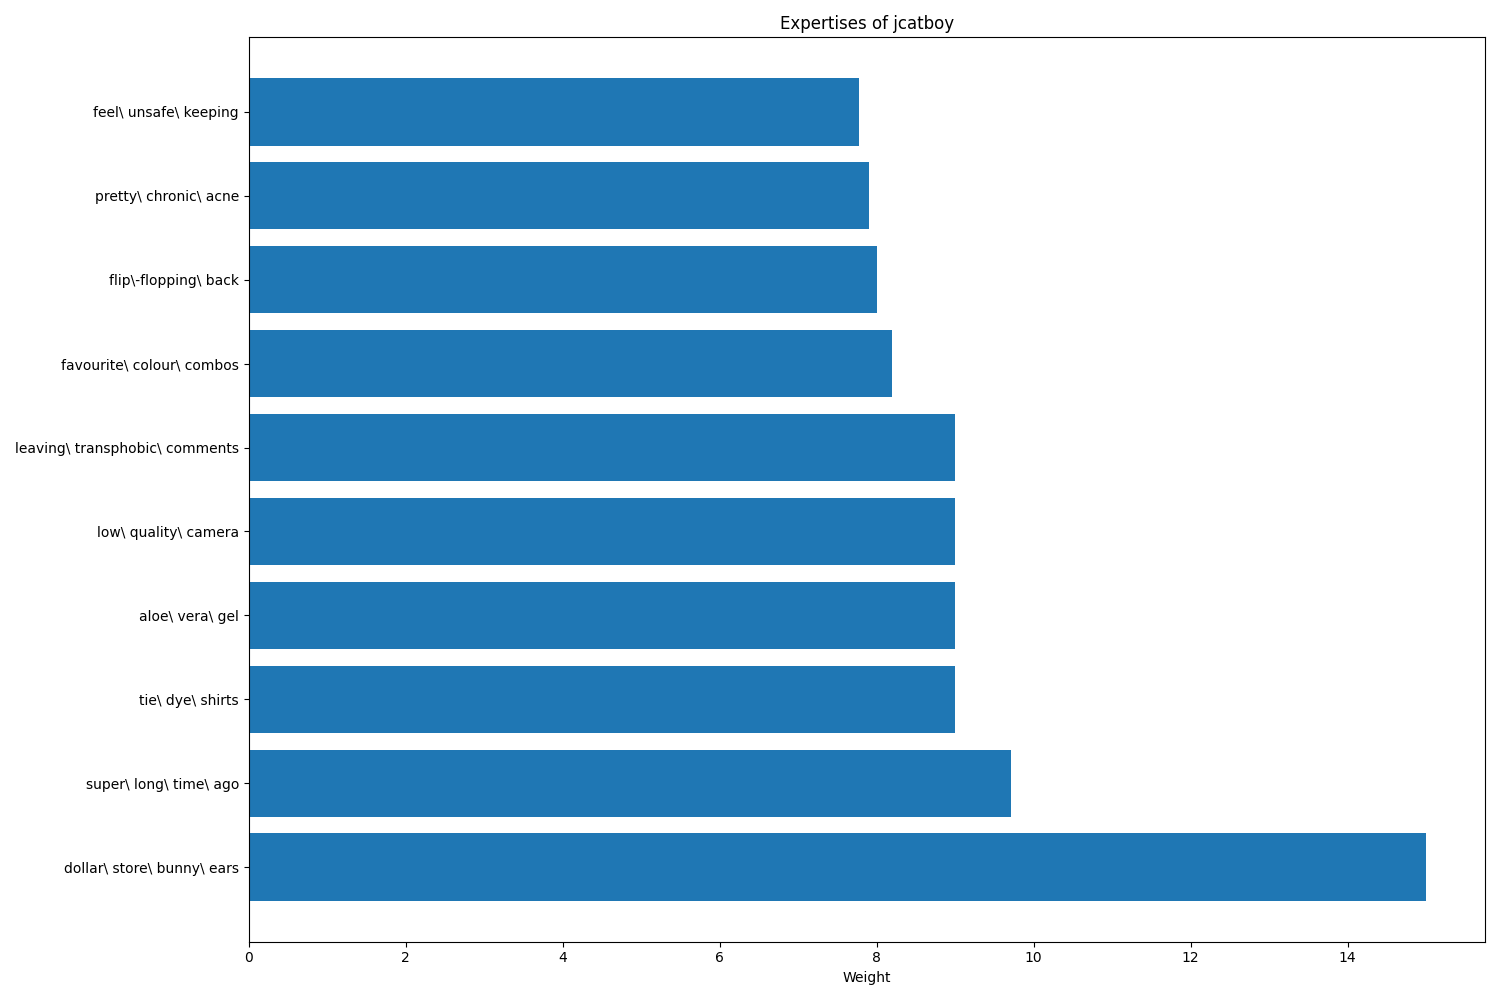 Expertises of jcatboy
feel\ unsafe\ keeping
pretty\ chronic\ acne
flip\-flopping\ back
favourite\ colour\ combos
leaving\ transphobic\ comments
low\ quality\ camera
aloe\ vera\ gel
tie\ dye\ shirts
super\ long\ time\ ago
dollar\ store\ bunny\ ears
0 2 4 6 8 10 12 14
Weight